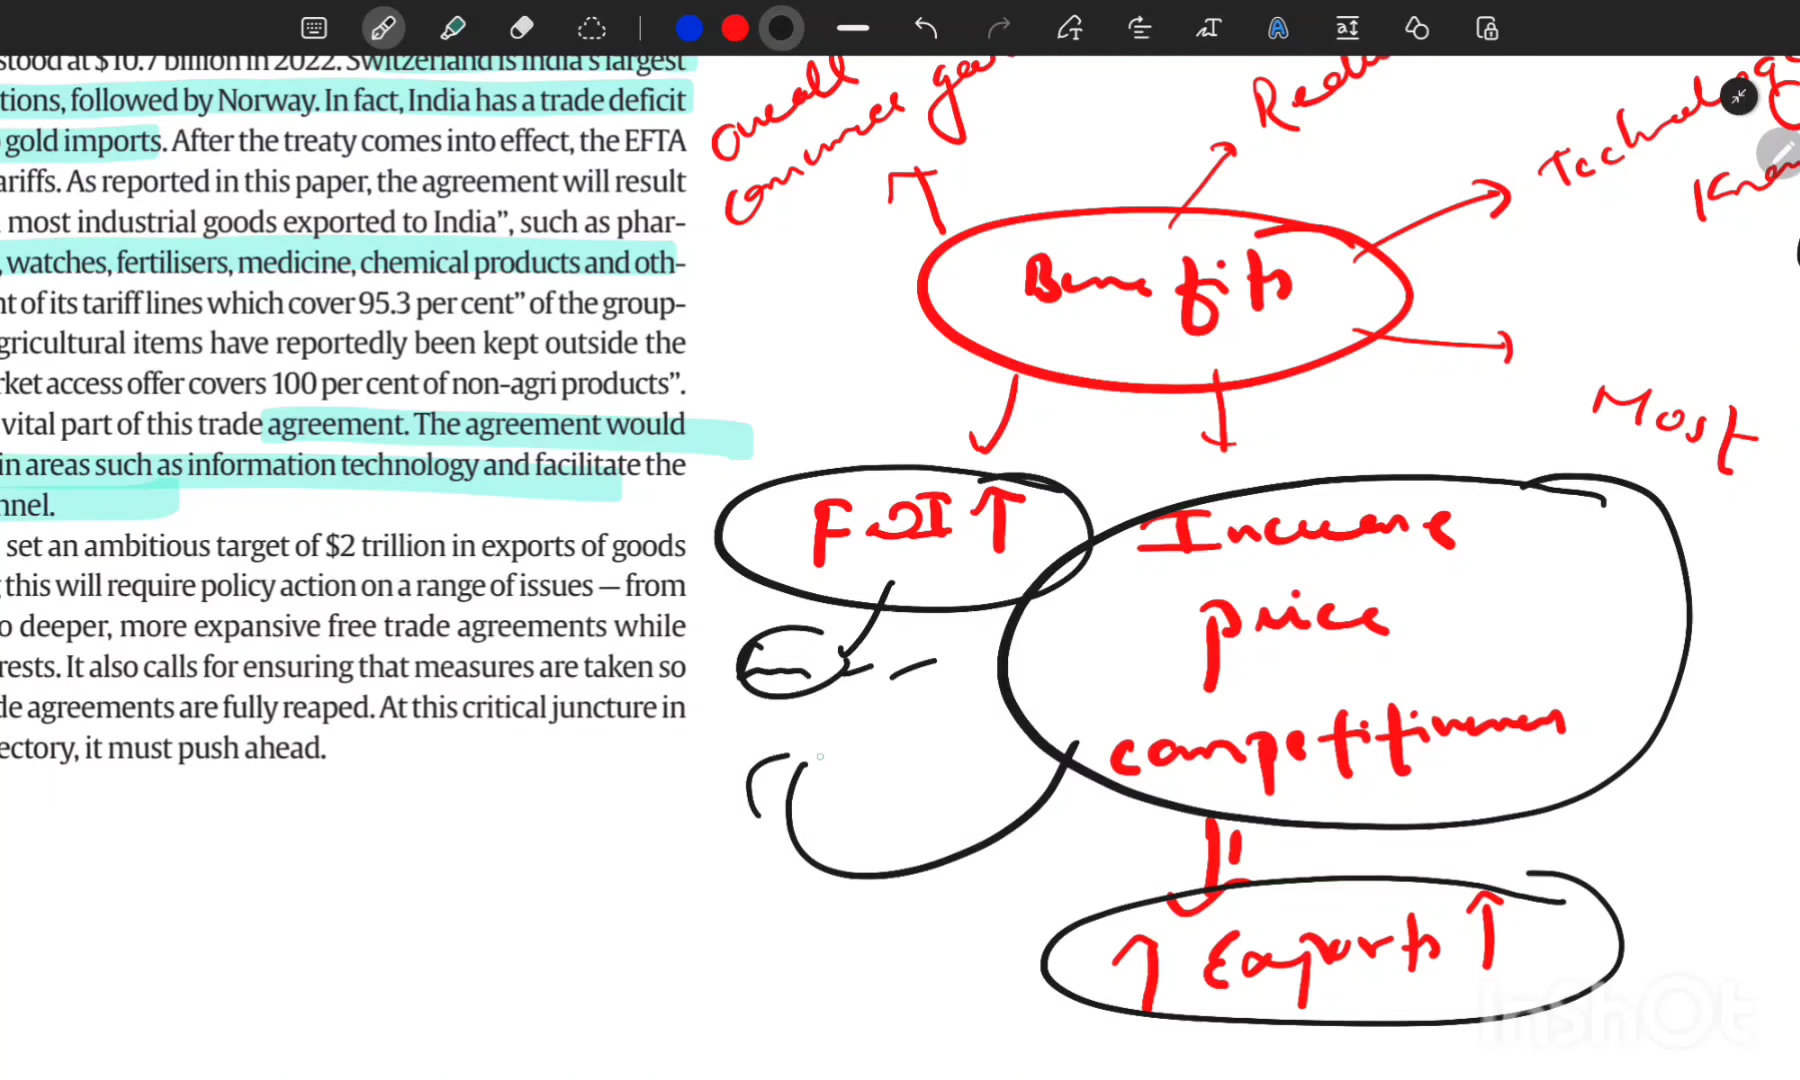 stood at $10.7 billion in 2022. Switzerland is India's largest
tions, followed by Norway. In fact, India has a trade deficit
gold imports. After the treaty comes into effect, the EFTA
ariffs. As reported in this paper, the agreement will result
most industrial goods exported to India”, such as phar-
, watches, fertilisers, medicine, chemical products and oth-
nt of its tariff lines which cover 95.3 per cent” of the group-
gricultural items have reportedly been kept outside the
rket access offer covers 100 per cent of non-agri products”.
vital part of this trade agreement. The agreement would
in areas such as information technology and facilitate the
nnel.
set an ambitious target of $2 trillion in exports of goods
this will require policy action on a range of issues — from
o deeper, more expansive free trade agreements while
rests. It also calls for ensuring that measures are taken so
de agreements are fully reaped. At this critical juncture in
ectory, it must push ahead.
overall
Technology
Benefits
Most
FDI ↑
Increase
price
competitiveness
↑ Exports ↑
InShOt